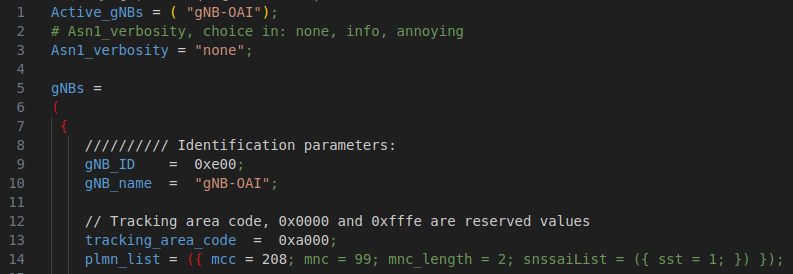 1 Active_gNBs = ( "gNB-OAI");
2 # Asn1_verbosity, choice in: none, info, annoying
3 Asn1_verbosity = "none";
4
5 gNBs =
6 (
7 {
8 ////////// Identification parameters:
9 gNB_ID    =  0xe00;
10 gNB_name  =  "gNB-OAI";
11
12 // Tracking area code, 0x0000 and 0xfffe are reserved values
13 tracking_area_code  =  0xa000;
14 plmn_list = ({ mcc = 208; mnc = 99; mnc_length = 2; snssaiList = ({ sst = 1; }) });